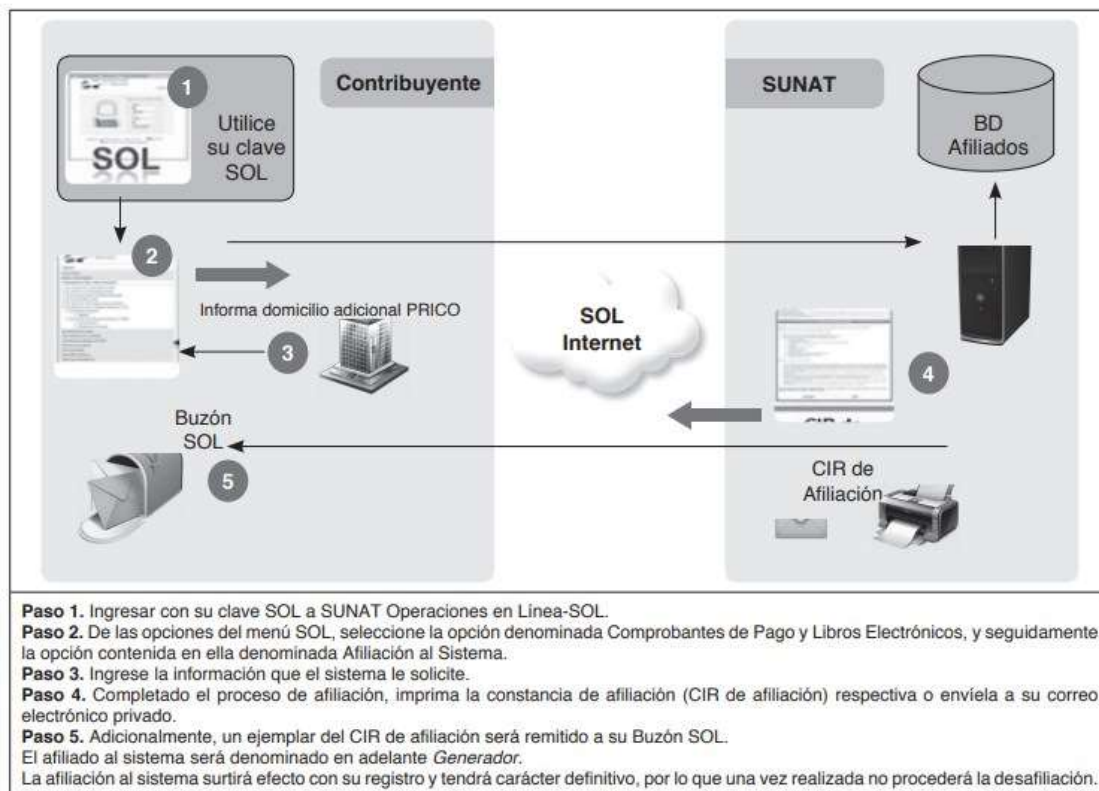 1
Contribuyente
SUNAT
Utilice
su clave
SOL
SOL
BD
Afiliados
2
Informa domicilio adicional PRICO
3
SOL
Internet
4
Buzón
SOL
5
CIR de
Afiliación
Paso 1. Ingresar con su clave SOL a SUNAT Operaciones en Línea-SOL.
Paso 2. De las opciones del menú SOL, seleccione la opción denominada Comprobantes de Pago y Libros Electrónicos, y seguidamente
la opción contenida en ella denominada Afiliación al Sistema.
Paso 3. Ingrese la información que el sistema le solicite.
Paso 4. Completado el proceso de afiliación, imprima la constancia de afiliación (CIR de afiliación) respectiva o envíela a su correo
electrónico privado.
Paso 5. Adicionalmente, un ejemplar del CIR de afiliación será remitido a su Buzón SOL.
El afiliado al sistema será denominado en adelante Generador.
La afiliación al sistema surtirá efecto con su registro y tendrá carácter definitivo, por lo que una vez realizada no procederá la desafiliación.